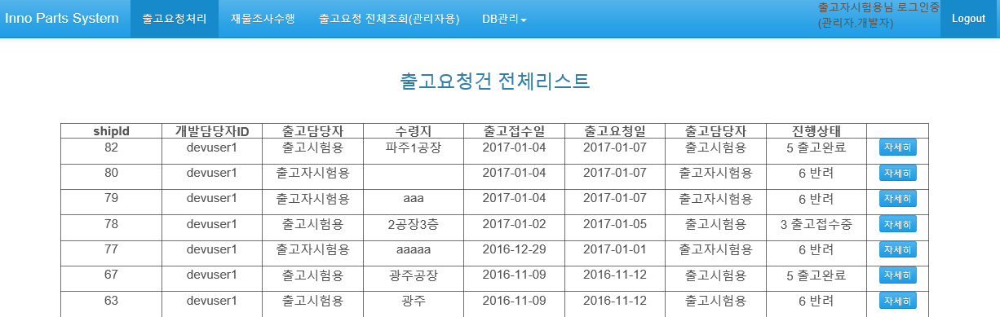 Inno Parts System 출고요청처리 재물조사수행 출고요청 전체조회(관리자용) DB관리 출고자시험용님 로그인중 Logout
(관리자,개발자)
출고요청건 전체리스트
shipId 개발담당자ID 출고담당자 수령지 출고접수일 출고요청일 출고담당자 진행상태
82 devuser1 출고시험용 파주1공장 2017-01-04 2017-01-07 출고시험용 5 출고완료 자세히
80 devuser1 출고자시험용 2017-01-04 2017-01-07 출고자시험용 6 반려 자세히
79 devuser1 출고자시험용 aaa 2017-01-04 2017-01-07 출고자시험용 6 반려 자세히
78 devuser1 출고시험용 2공장3층 2017-01-02 2017-01-05 출고시험용 3 출고접수중 자세히
77 devuser1 출고자시험용 aaaaa 2016-12-29 2017-01-01 출고자시험용 6 반려 자세히
67 devuser1 출고시험용 광주공장 2016-11-09 2016-11-12 출고시험용 5 출고완료 자세히
63 devuser1 출고시험용 광주 2016-11-09 2016-11-12 출고시험용 6 반려 자세히